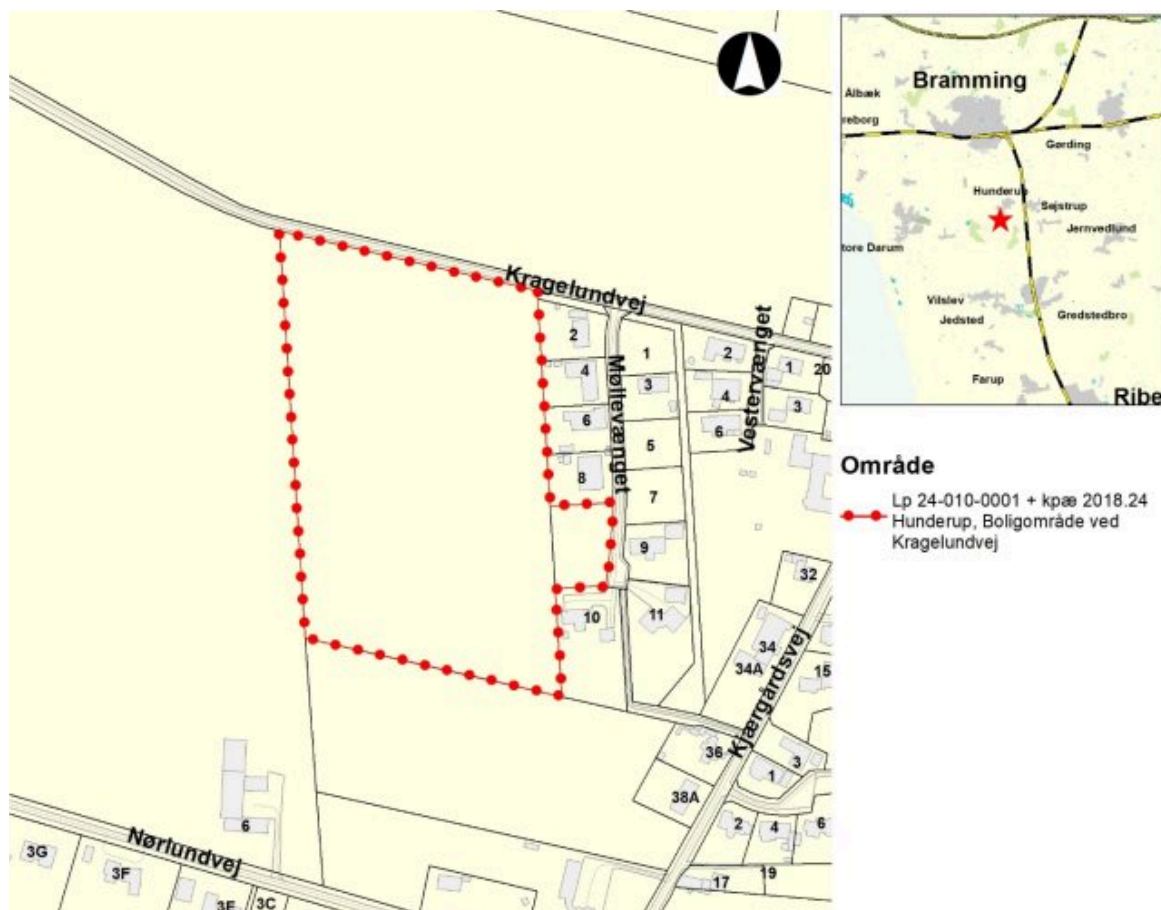 Kragelundvej
Møllevænget
Vestervænget
Kjærgårdsvej
Nørlundvej
2
4
6
8
10
1
3
5
7
9
11
2
4
6
1
3
20
32
34
34A
15
36
38A
3
1
2
4
6
17
19
6
3G
3F
3E
3C
Bramming
Ålbæk
reborg
Gørding
Hunderup
Sejstrup
Jernvedlund
tore Darum
Vilslev
Jedsted
Gredstedbro
Farup
Ribe
Område
Lp 24-010-0001 + kpæ 2018.24
Hunderup, Boligområde ved
Kragelundvej